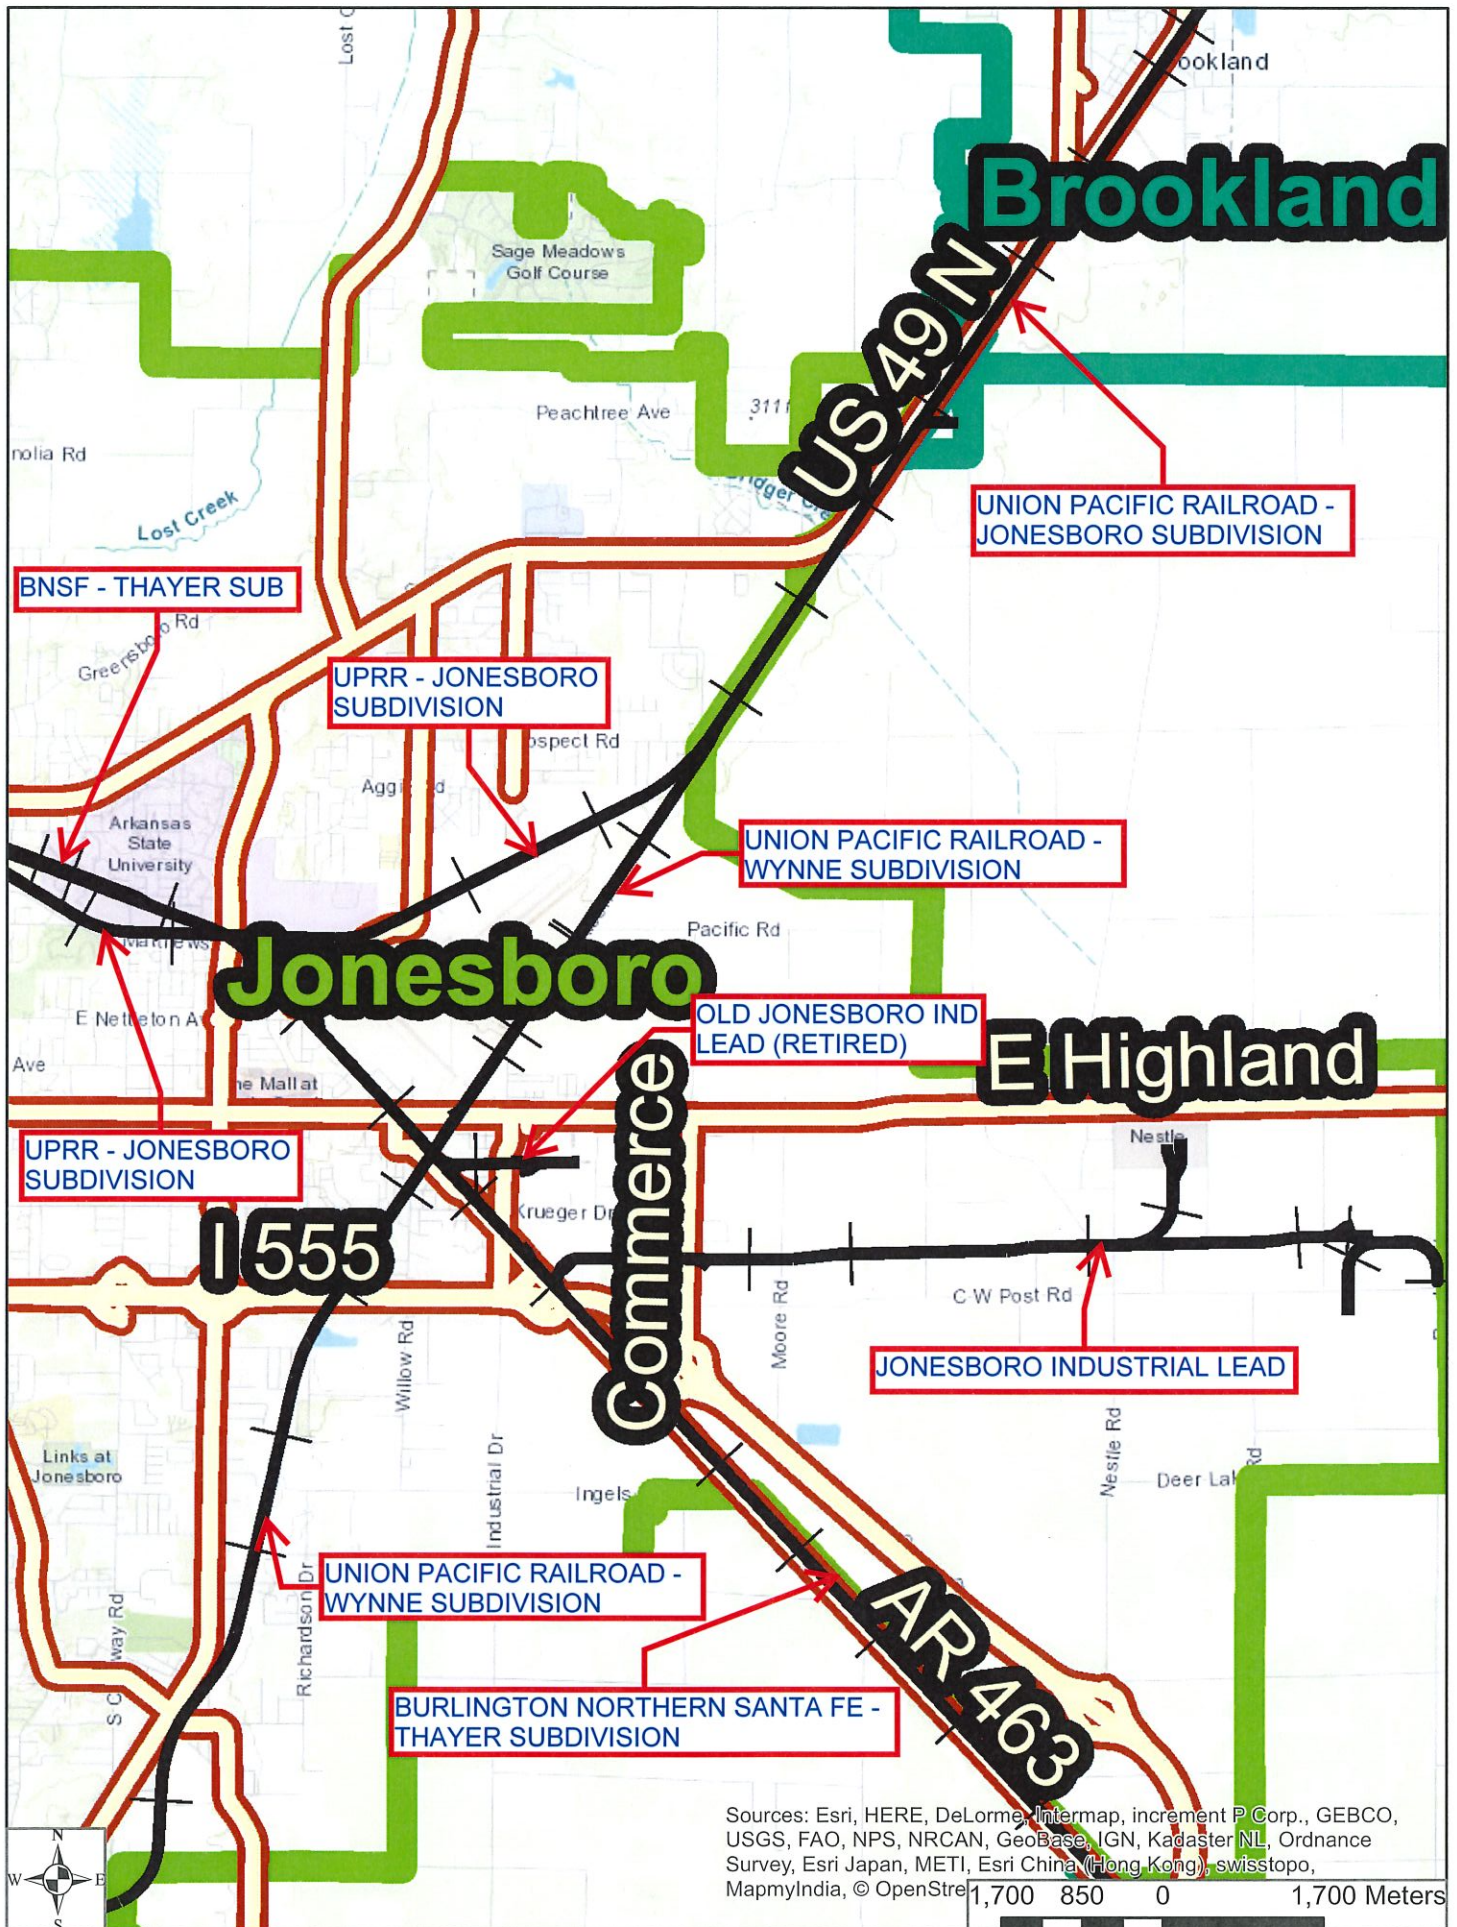 Brookland
Sage Meadows
Golf Course
US 49 N
Peachtree Ave
Lost Creek
UNION PACIFIC RAILROAD -
JONESBORO SUBDIVISION
BNSF - THAYER SUB
Greensboro Rd
UPRR - JONESBORO
SUBDIVISION
Arkansas
State
University
UNION PACIFIC RAILROAD -
WYNNE SUBDIVISION
Pacific Rd
Jonesboro
OLD JONESBORO IND
LEAD (RETIRED)
Ave
E Highland
Commerce
UPRR - JONESBORO
SUBDIVISION
Nestle
Krueger Dr
I 555
C W Post Rd
Moore Rd
Willow Rd
JONESBORO INDUSTRIAL LEAD
Links at
Jonesboro
Industrial Dr
Nestle Rd
Ingels
UNION PACIFIC RAILROAD -
WYNNE SUBDIVISION
Richardson Dr
AR 463
BURLINGTON NORTHERN SANTA FE -
THAYER SUBDIVISION
Sources: Esri, HERE, DeLorme, Intermap, increment P Corp., GEBCO,
USGS, FAO, NPS, NRCAN, GeoBase, IGN, Kadaster NL, Ordnance
Survey, Esri Japan, METI, Esri China (Hong Kong), swisstopo,
MapmyIndia, © OpenStre
1,700 850 0 1,700 Meters
N
W E
S